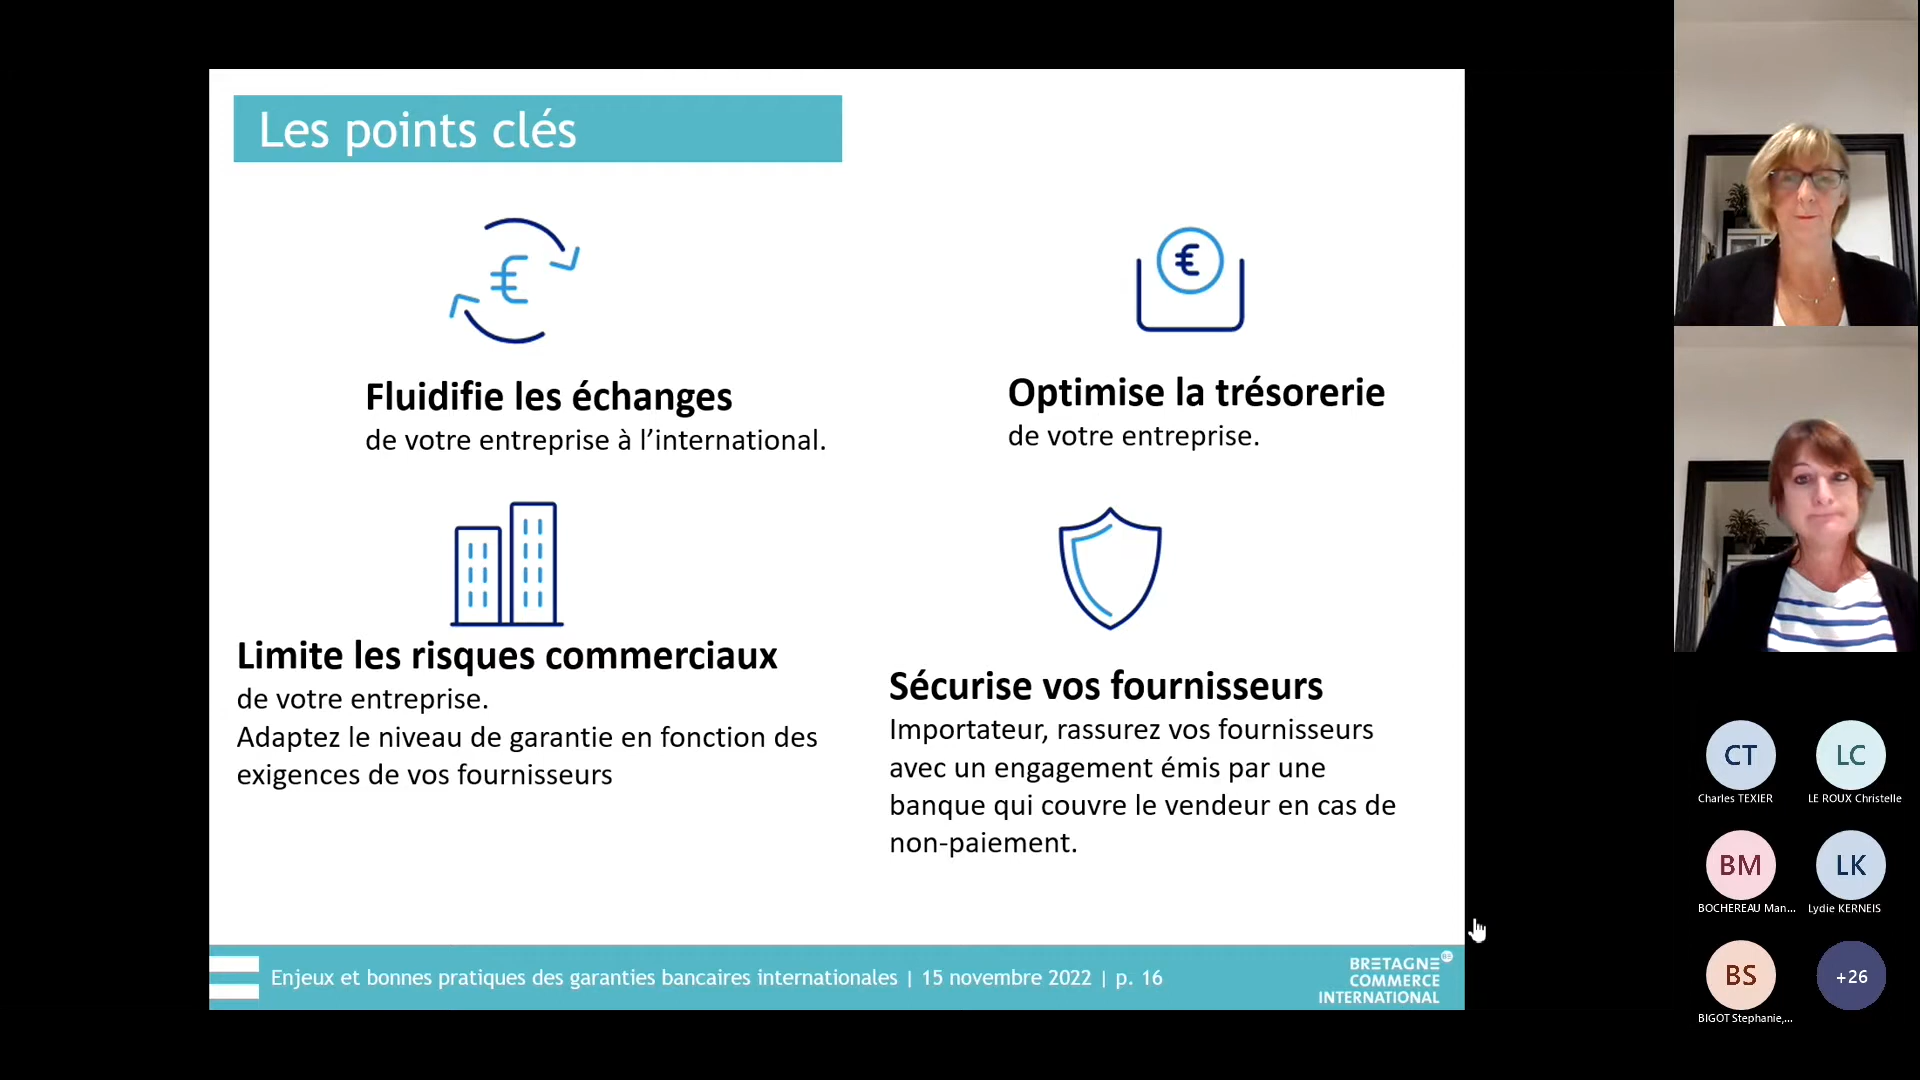 Les points clés
€
€
Fluidifie les échanges
de votre entreprise à l’international.
Optimise la trésorerie
de votre entreprise.
Limite les risques commerciaux
de votre entreprise.
Adaptez le niveau de garantie en fonction des
exigences de vos fournisseurs
Sécurise vos fournisseurs
Importateur, rassurez vos fournisseurs
avec un engagement émis par une
banque qui couvre le vendeur en cas de
non-paiement.
Enjeux et bonnes pratiques des garanties bancaires internationales | 15 novembre 2022 | p. 16
BRETAGNE
COMMERCE
INTERNATIONAL
CT
Charles TEXIER
LC
LE ROUX Christelle
BM
BOCHEREAU Man...
LK
Lydie KERNEIS
BS
BIGOT Stephanie,...
+26